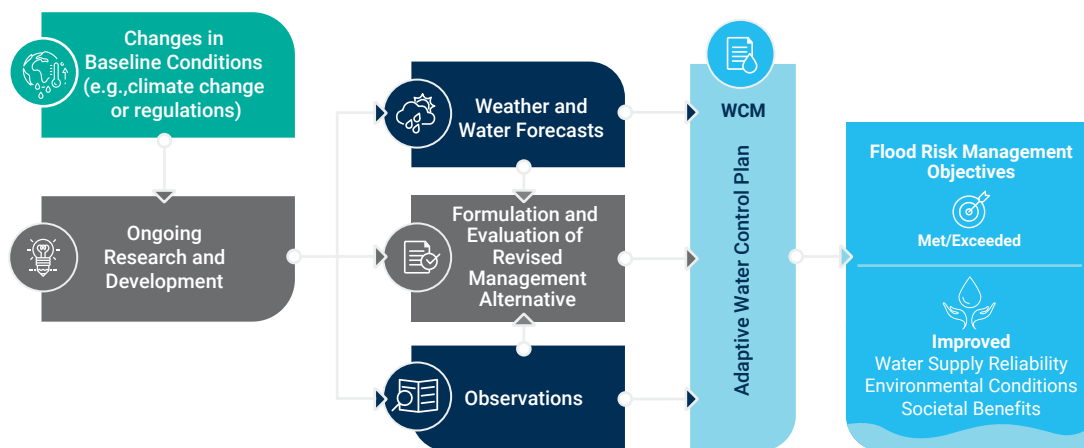 Changes in
Baseline Conditions
(e.g.,climate change
or regulations)
Ongoing
Research and
Development
Weather and
Water Forecasts
Formulation and
Evaluation of
Revised
Management
Alternative
Observations
WCM
Adaptive Water Control Plan
Flood Risk Management
Objectives
Met/Exceeded
Improved
Water Supply Reliability
Environmental Conditions
Societal Benefits